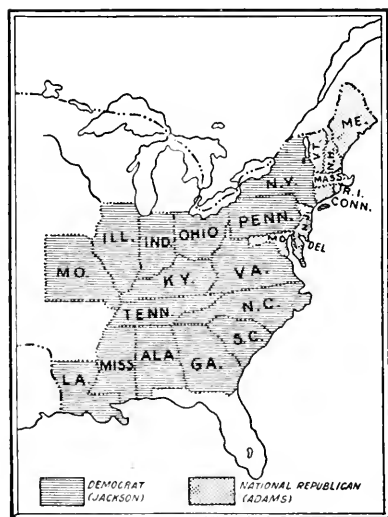 ME.
VT.
N.H.
MASS.
N.Y.
R.I.
CONN.
PENN.
N.J.
MD.
DEL
ILL.
IND.
OHIO
MO.
KY.
VA.
TENN.
N.C.
S.C.
MISS.
ALA
GA.
LA.
DEMOCRAT
(JACKSON)
NATIONAL REPUBLICAN
(ADAMS)